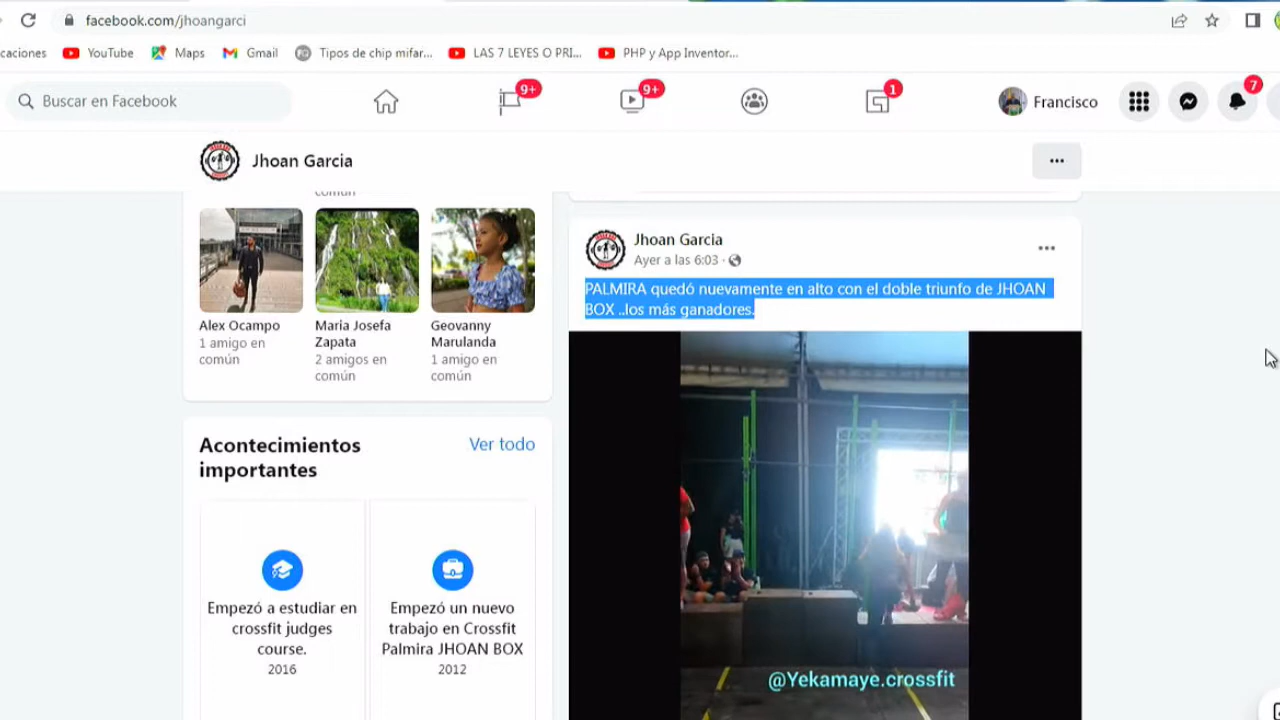 facebook.com/jhoangarci
caciones YouTube Maps Gmail Tipos de chip mifar... LAS 7 LEYES O PRI... PHP y App Inventor...
Buscar en Facebook 9+ 9+ 1 Francisco 7
Jhoan Garcia
común
Alex Ocampo
1 amigo en
común
Maria Josefa
Zapata
2 amigos en
común
Geovanny
Marulanda
1 amigo en
común
Acontecimientos
importantes
Ver todo
Empezó a estudiar en
crossfit judges
course.
2016
Empezó un nuevo
trabajo en Crossfit
Palmira JHOAN BOX
2012
Jhoan Garcia
Ayer a las 6:03 ·
PALMIRA quedó nuevamente en alto con el doble triunfo de JHOAN
BOX ..los más ganadores.
@Yekamaye.crossfit